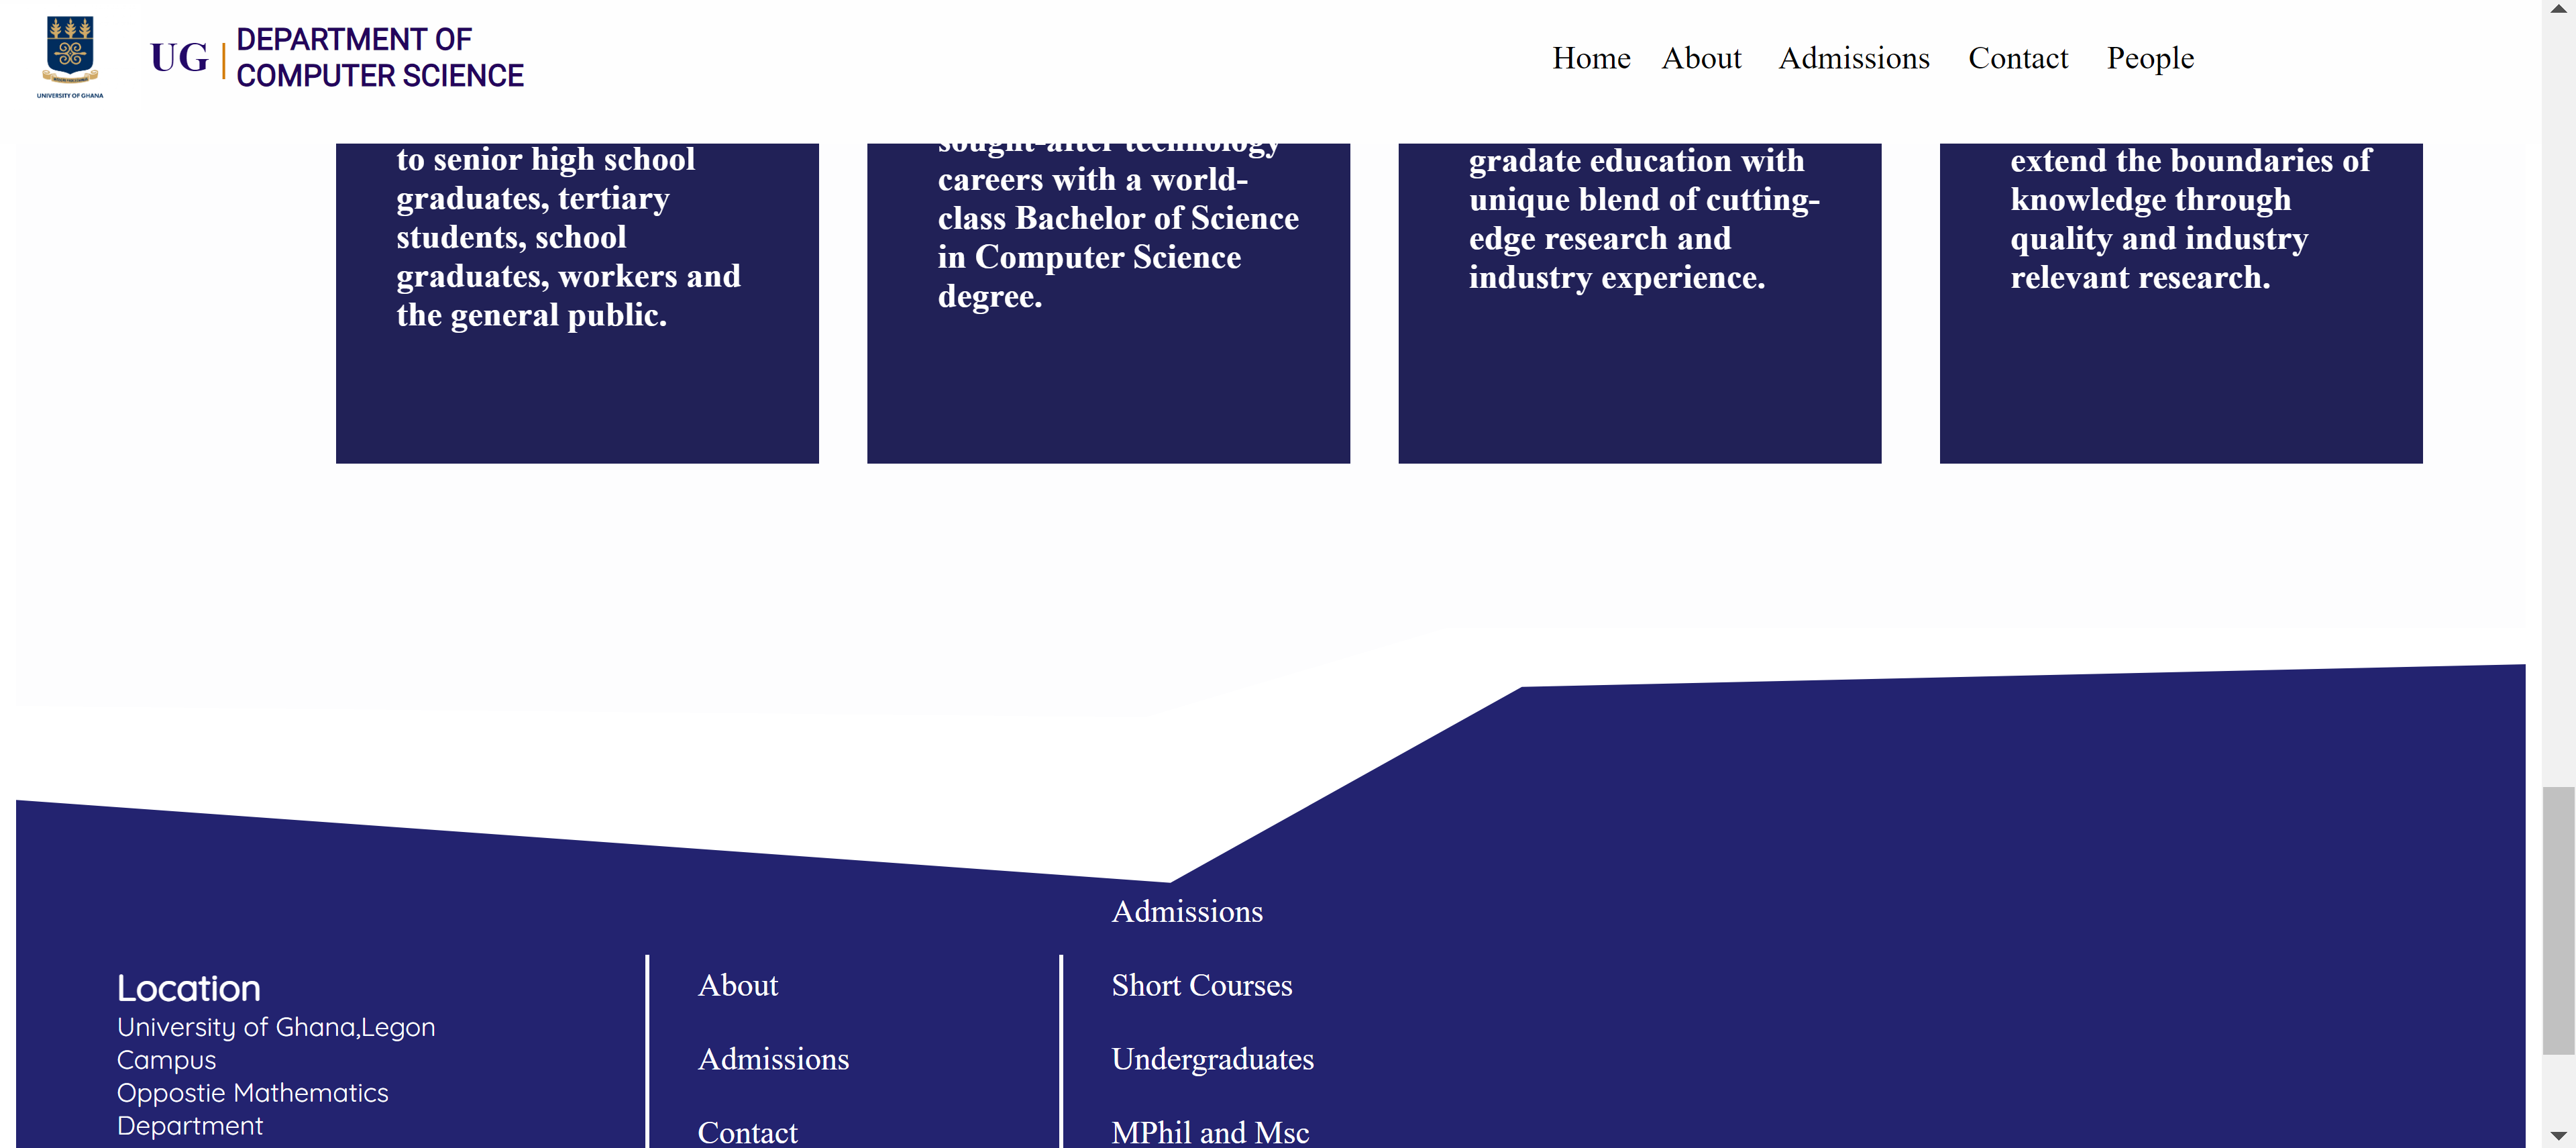 UNIVERSITY OF GHANA
UG
DEPARTMENT OF
COMPUTER SCIENCE
Home About Admissions Contact People
to senior high school
graduates, tertiary
students, school
graduates, workers and
the general public.
sought-after technology
careers with a world-
class Bachelor of Science
in Computer Science
degree.
gradate education with
unique blend of cutting-
edge research and
industry experience.
extend the boundaries of
knowledge through
quality and industry
relevant research.
Location
University of Ghana,Legon
Campus
Oppostie Mathematics
Department
About
Admissions
Contact
Admissions
Short Courses
Undergraduates
MPhil and Msc